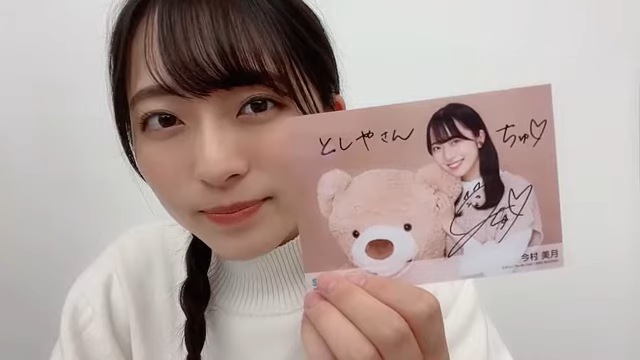 としやさん
ちゅ♡
今村 美月